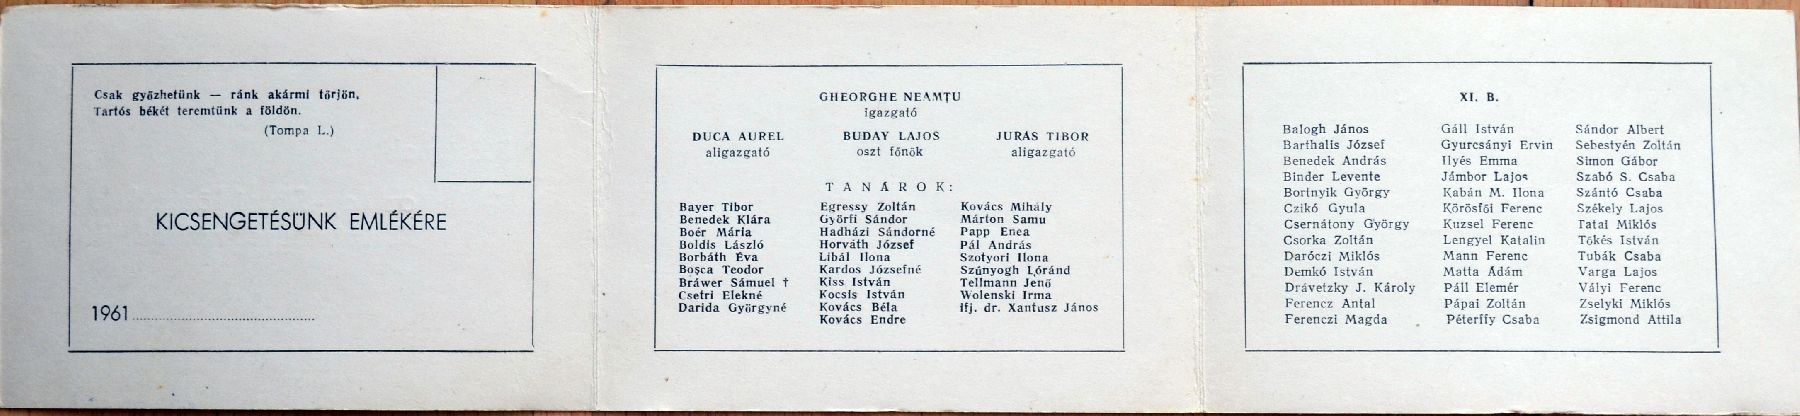 Csak győzhetünk — ránk akármi törjön,
Tartós békét teremtünk a földön.
(Tompa L.)
KICSENGETÉSÜNK EMLÉKÉRE
1961
GHEORGHE NEAMȚU
igazgató
DUCA AUREL
aligazgató
BUDAY LAJOS
oszt főnök
JURÁS TIBOR
aligazgató
TANÁROK:
Bayer Tibor
Benedek Klára
Boér Mária
Boldis László
Borbáth Éva
Boșca Teodor
Bráwer Sámuel †
Csetri Elekné
Darida Györgyné
Egressy Zoltán
Györfi Sándor
Hadházi Sándorné
Horváth József
Libál Ilona
Kardos Józsefné
Kiss István
Kocsis István
Kovács Béla
Kovács Endre
Kovács Mihály
Márton Samu
Papp Enea
Pál András
Szotyori Ilona
Szúnyogh Lóránd
Tellmann Jenő
Wolenski Irma
ifj. dr. Xantusz János
XI. B.
Balogh János
Barthalis József
Benedek András
Binder Levente
Bortnyik György
Czikó Gyula
Csernátony György
Csorka Zoltán
Daróczi Miklós
Demkó István
Drávetzky J. Károly
Ferencz Antal
Ferenczi Magda
Gáll István
Gyurcsányi Ervin
Ilyés Emma
Jámbor Lajos
Kabán M. Ilona
Körösfői Ferenc
Kuzsel Ferenc
Lengyel Katalin
Mann Ferenc
Matta Ádám
Páll Elemér
Pápai Zoltán
Péterffy Csaba
Sándor Albert
Sebestyén Zoltán
Simon Gábor
Szabó S. Csaba
Szántó Csaba
Székely Lajos
Tatai Miklós
Tőkés István
Tubák Csaba
Varga Lajos
Vályi Ferenc
Zselyki Miklós
Zsigmond Attila